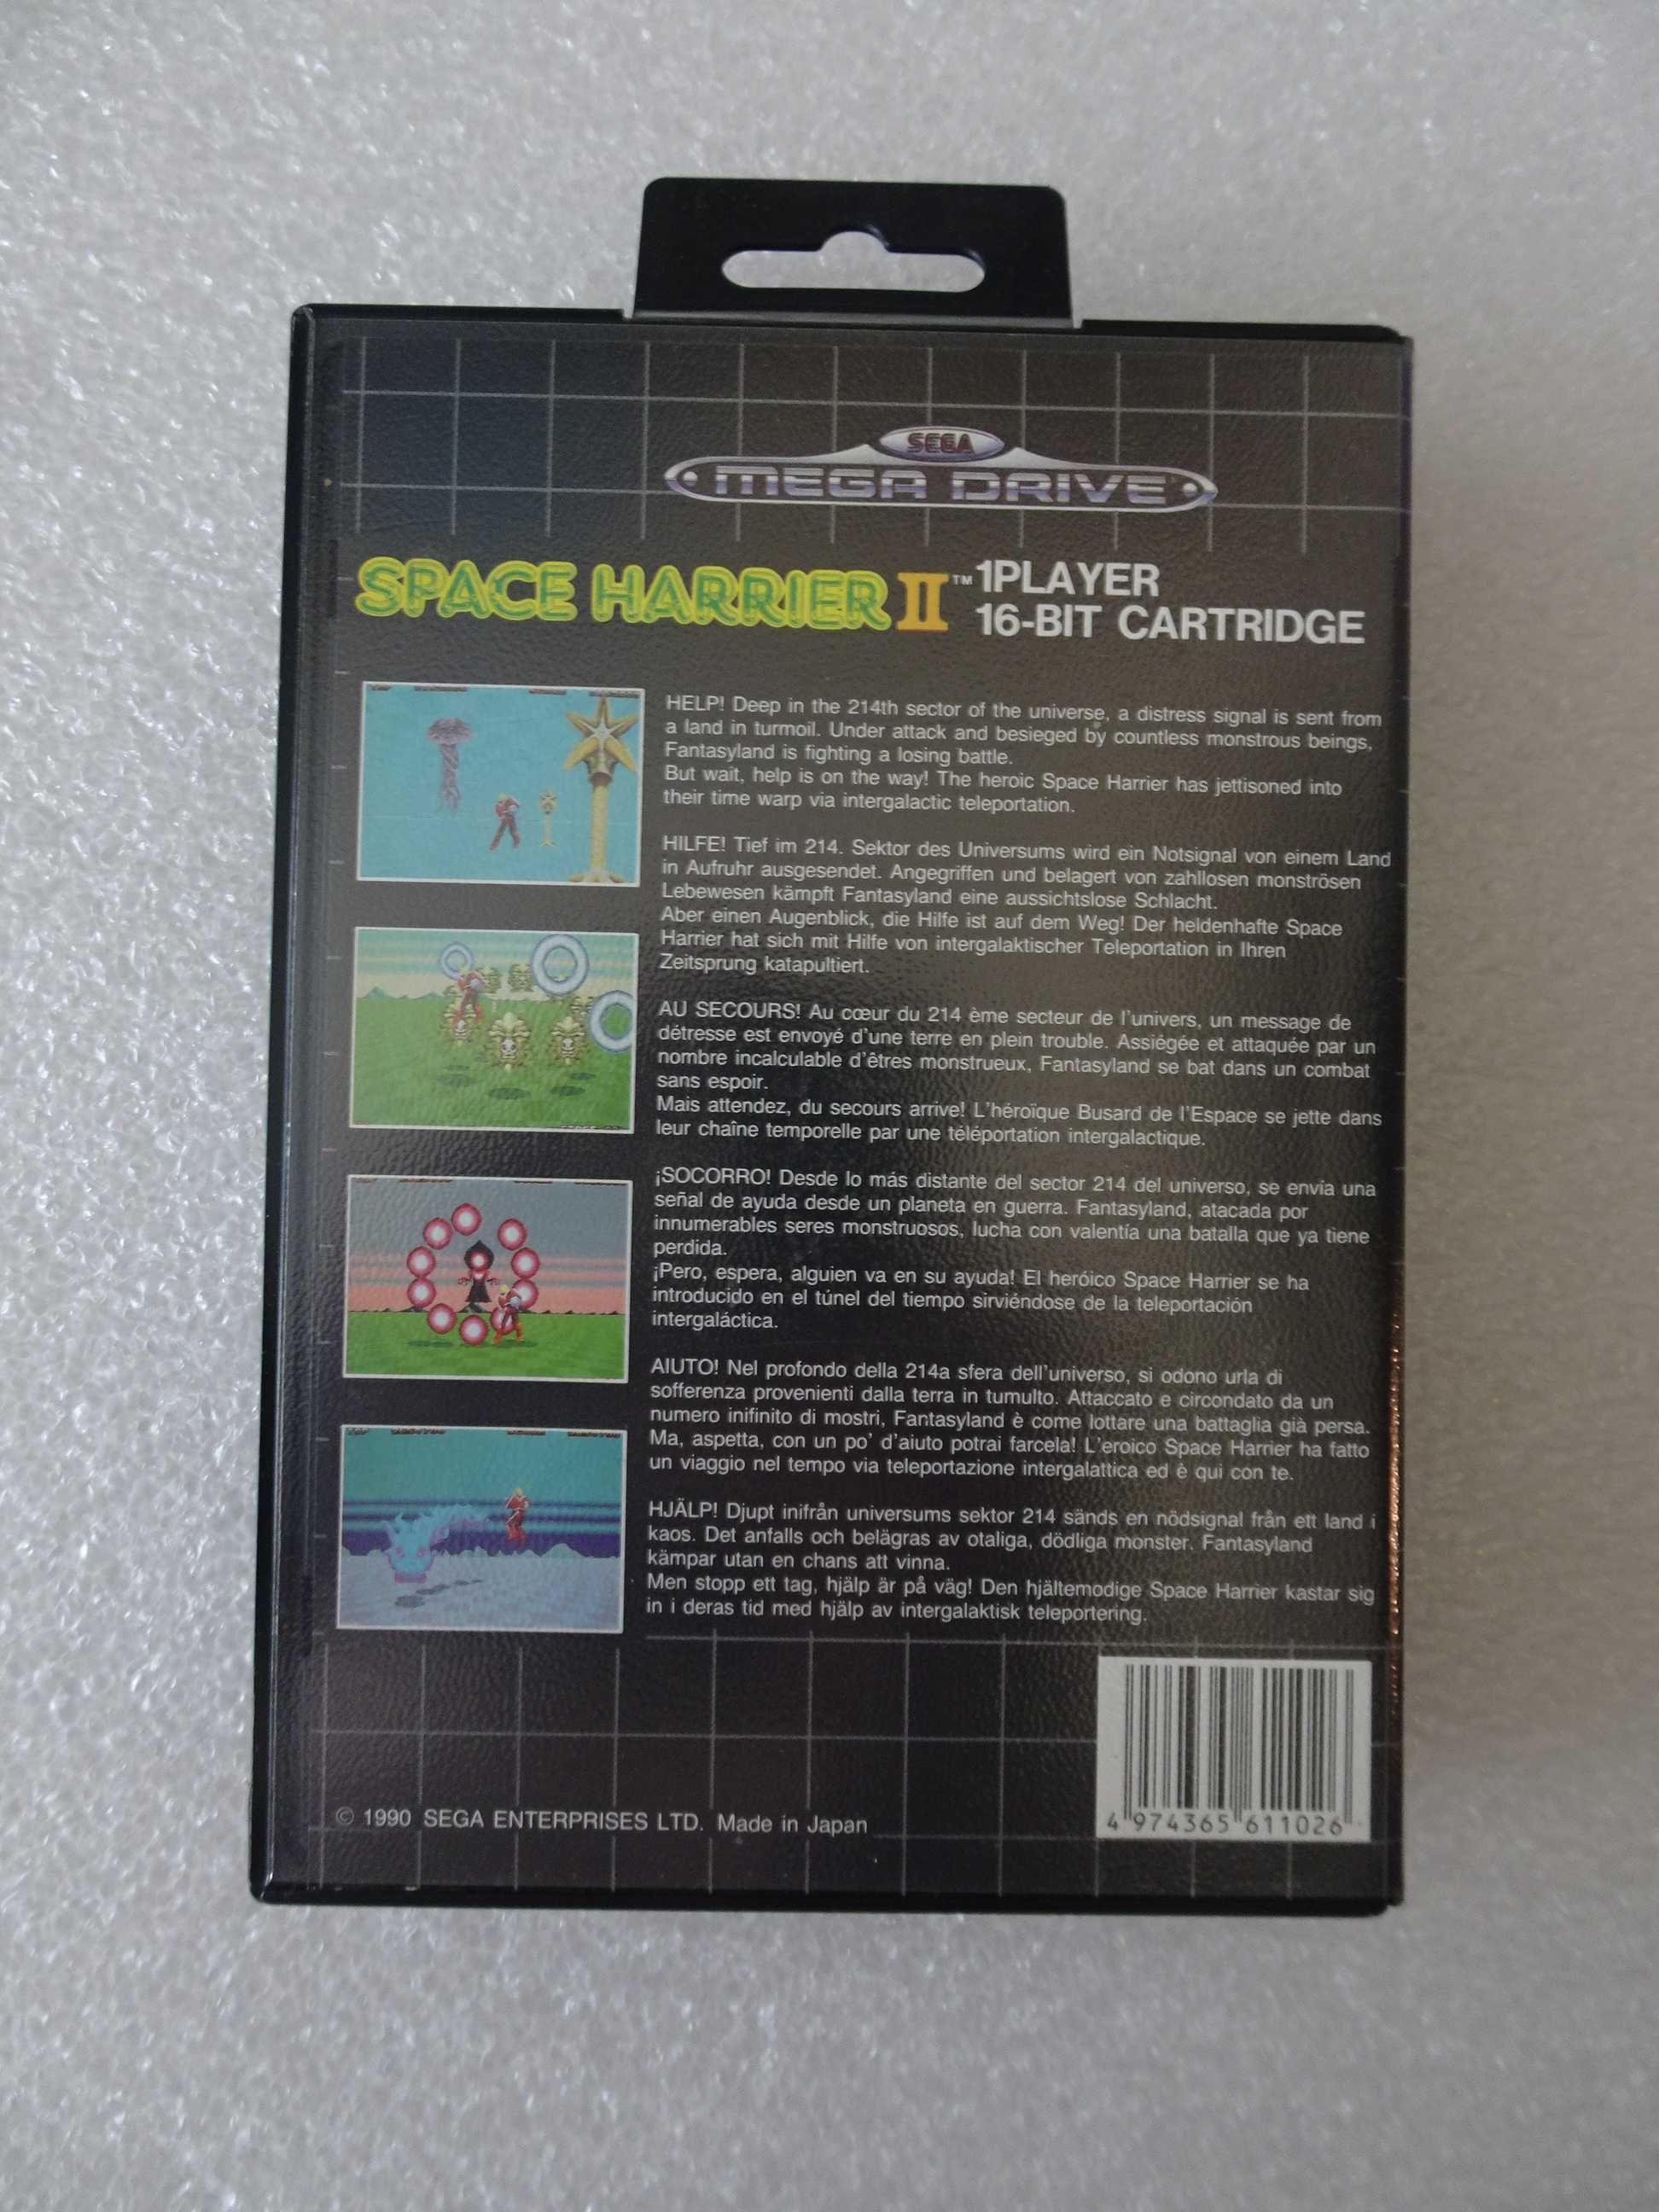 SEGA
MEGA DRIVE
SPACE HARRIER II™
1PLAYER
16-BIT CARTRIDGE
HELP! Deep in the 214th sector of the universe, a distress signal is sent from
a land in turmoil. Under attack and besieged by countless monstrous beings,
Fantasyland is fighting a losing battle.
But wait, help is on the way! The heroic Space Harrier has jettisoned into
their time warp via intergalactic teleportation.
HILFE! Tief im 214. Sektor des Universums wird ein Notsignal von einem Land
in Aufruhr ausgesendet. Angegriffen und belagert von zahllosen monströsen
Lebewesen kämpft Fantasyland eine aussichtslose Schlacht.
Aber einen Augenblick, die Hilfe ist auf dem Weg! Der heldenhafte Space
Harrier hat sich mit Hilfe von intergalaktischer Teleportation in Ihren
Zeitsprung katapultiert.
AU SECOURS! Au cœur du 214 ème secteur de l'univers, un message de
détresse est envoyé d'une terre en plein trouble. Assiégée et attaquée par un
nombre incalculable d'êtres monstrueux, Fantasyland se bat dans un combat
sans espoir.
Mais attendez, du secours arrive! L'héroïque Busard de l'Espace se jette dans
leur chaîne temporelle par une téléportation intergalactique.
¡SOCORRO! Desde lo más distante del sector 214 del universo, se envía una
señal de ayuda desde un planeta en guerra. Fantasyland, atacada por
innumerables seres monstruosos, lucha con valentía una batalla que ya tiene
perdida.
¡Pero, espera, alguien va en su ayuda! El heróico Space Harrier se ha
introducido en el túnel del tiempo sirviéndose de la teleportación
intergaláctica.
AIUTO! Nel profondo della 214a sfera dell'universo, si odono urla di
sofferenza provenienti dalla terra in tumulto. Attaccato e circondato da un
numero inifinito di mostri, Fantasyland è come lottare una battaglia già persa.
Ma, aspetta, con un po' d'aiuto potrai farcela! L'eroico Space Harrier ha fatto
un viaggio nel tempo via teleportazione intergalattica ed è qui con te.
HJÄLP! Djupt inifrån universums sektor 214 sänds en nödsignal från ett land i
kaos. Det anfalls och belägras av otaliga, dödliga monster. Fantasyland
kämpar utan en chans att vinna.
Men stopp ett tag, hjälp är på väg! Den hjältemodige Space Harrier kastar sig
in i deras tid med hjälp av intergalaktisk teleportering.
© 1990 SEGA ENTERPRISES LTD. Made in Japan
4 974365 611026